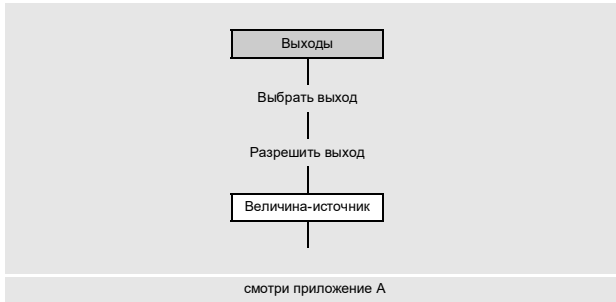 Выходы
Выбрать выход
Разрешить выход
Величина-источник
смотри приложение А